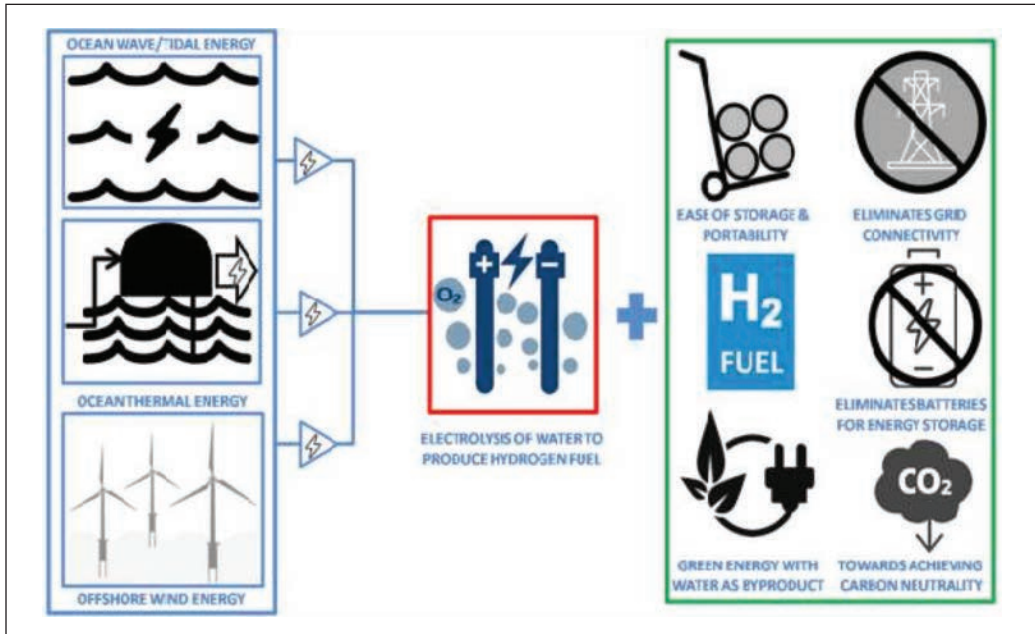 OCEAN WAVE/TIDAL ENERGY
OCEANTHERMAL ENERGY
OFFSHORE WIND ENERGY
+
−
O2
ELECTROLYSIS OF WATER TO
PRODUCE HYDROGEN FUEL
+
EASE OF STORAGE &
PORTABILITY
ELIMINATES GRID
CONNECTIVITY
H2
FUEL
+
−
ELIMINATES BATTERIES
FOR ENERGY STORAGE
GREEN ENERGY WITH
WATER AS BYPRODUCT
CO2
TOWARDS ACHIEVING
CARBON NEUTRALITY